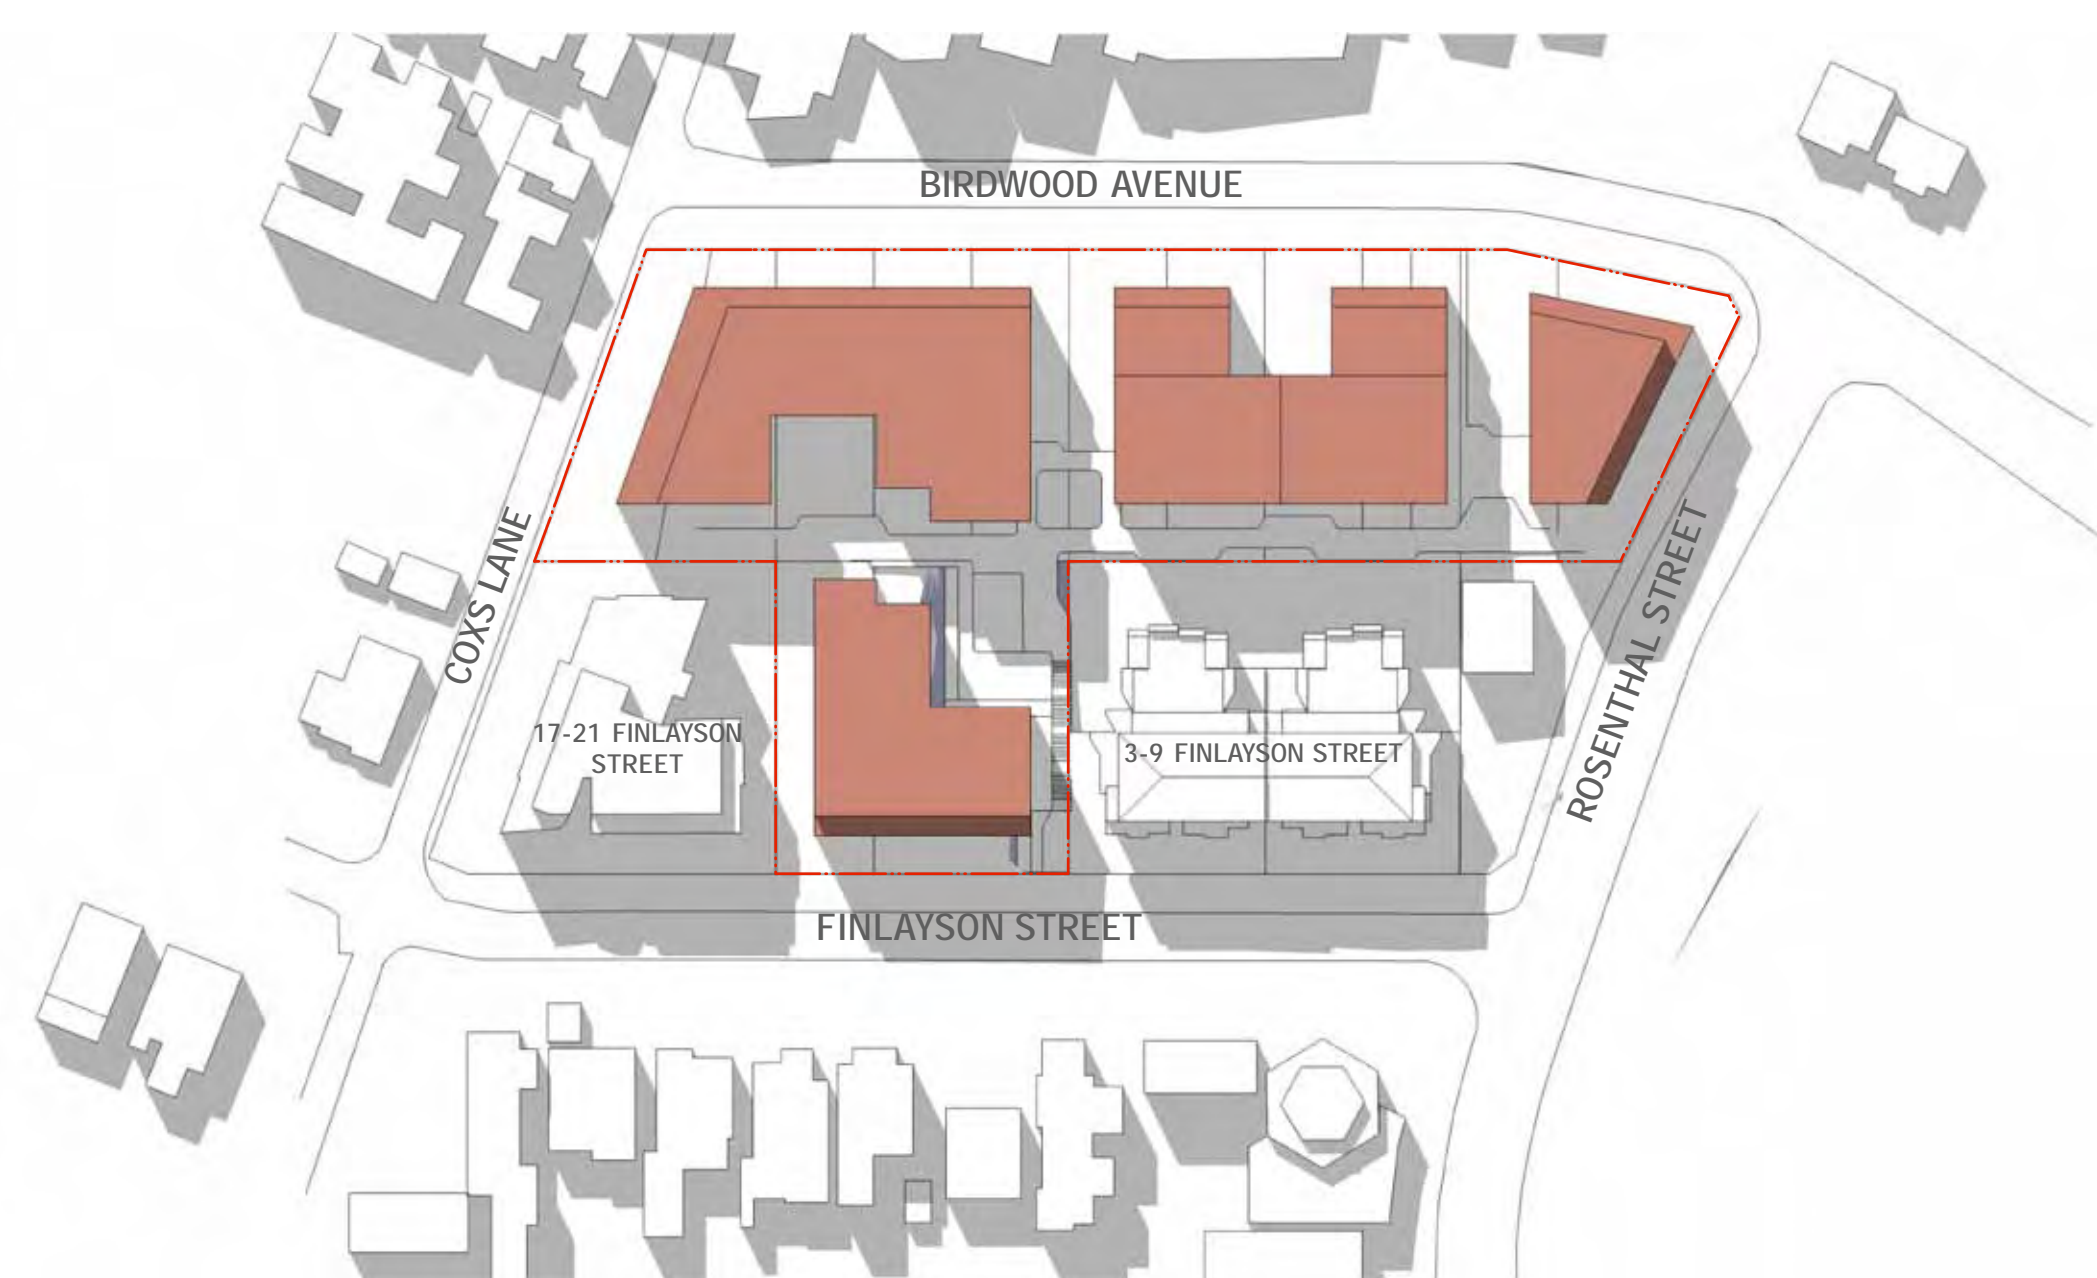 BIRDWOOD AVENUE
COXS LANE
ROSENTHAL STREET
17-21 FINLAYSON
STREET
3-9 FINLAYSON STREET
FINLAYSON STREET